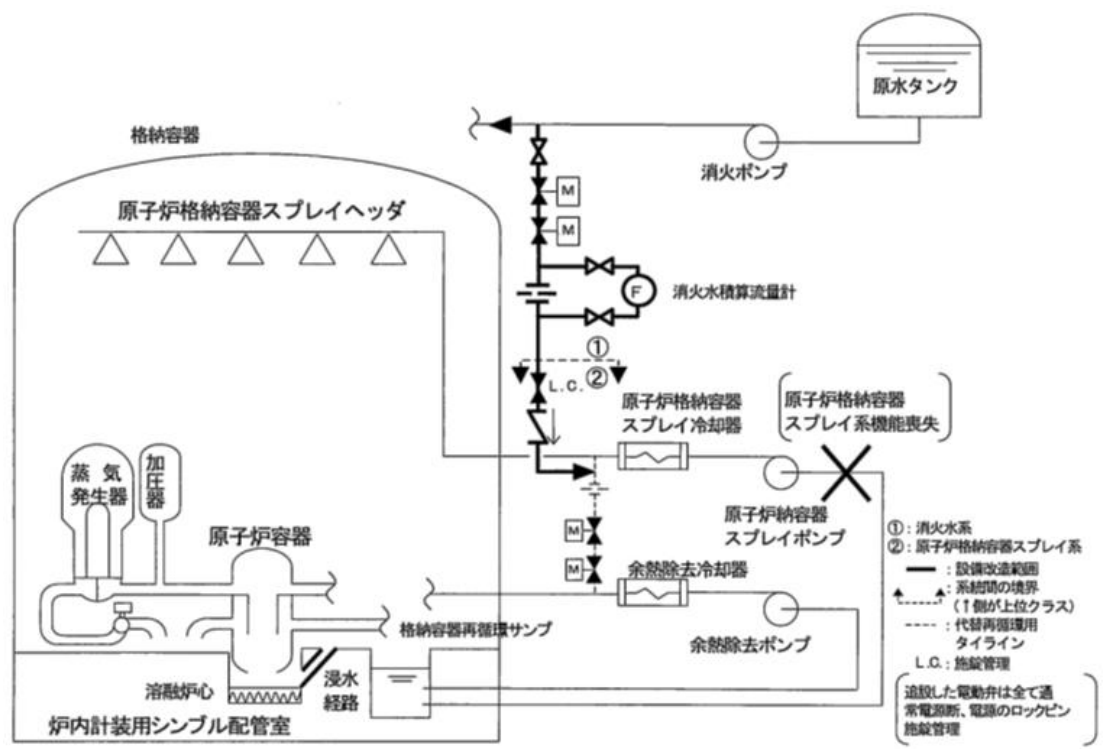 原水タンク
格納容器
消火ポンプ
原子炉格納容器スプレイヘッダ
M
M
F
消火水積算流量計
①
②
L.C.
原子炉格納容器
スプレイ冷却器
原子炉格納容器
スプレイ系機能喪失
蒸気
発生器
加圧器
原子炉容器
原子炉納容器
スプレイポンプ
M
M
余熱除去冷却器
格納容器再循環サンプ
余熱除去ポンプ
溶融炉心
浸水
経路
炉内計装用シンブル配管室
①：消火水系
②：原子炉格納容器スプレイ系
：設備改造範囲
：系統間の境界
（↑側が上位クラス）
：代替再循環用
タイライン
L.C.：施錠管理
追設した電動弁は全て通
常電源断、電源のロックピン
施錠管理